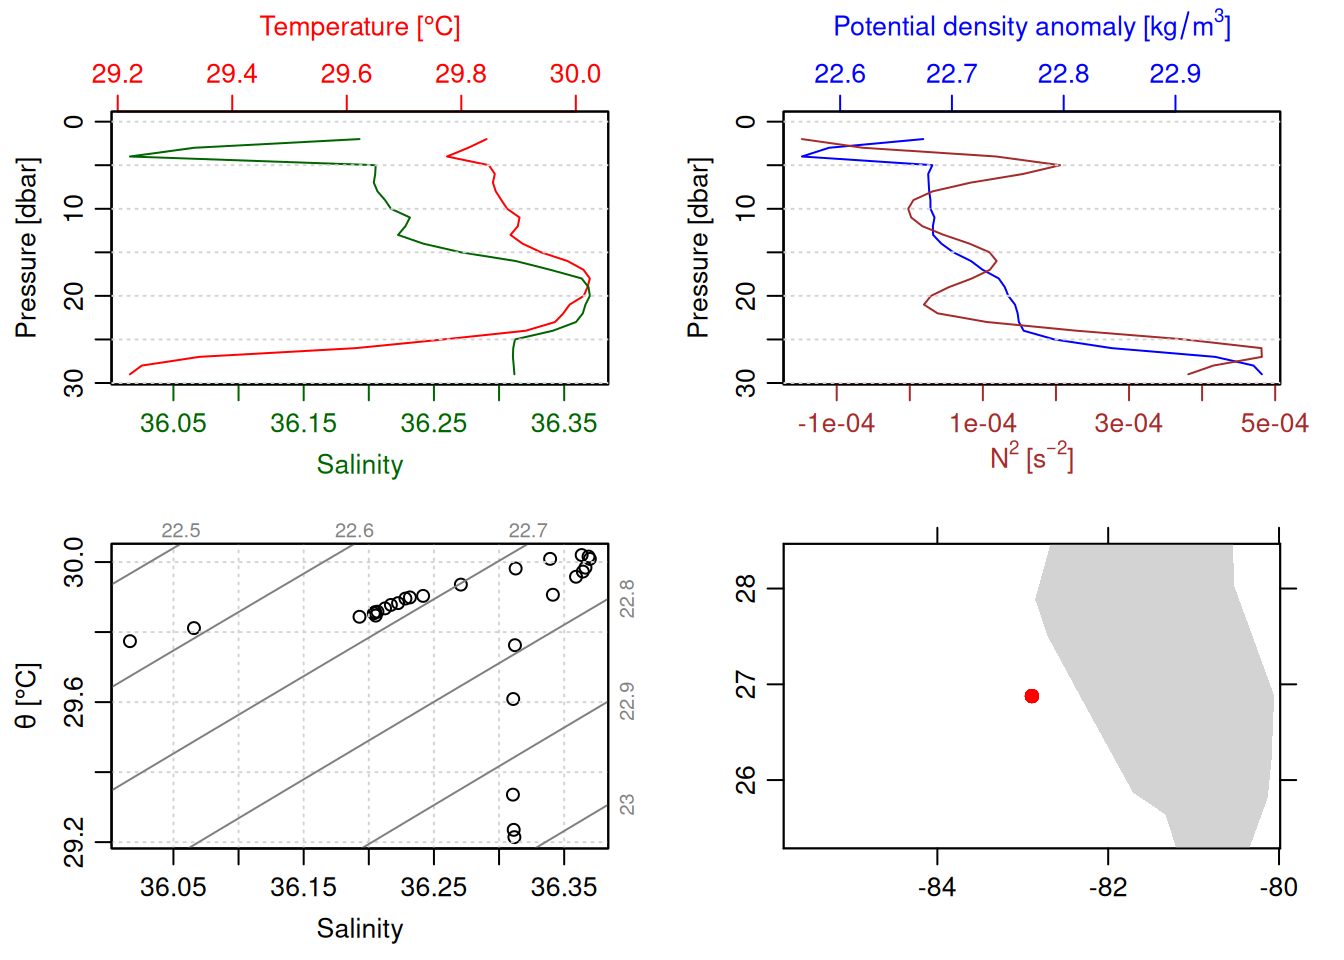 Temperature [°C]
29.2 29.4 29.6 29.8 30.0
0
10
20
30
Pressure [dbar]
36.05 36.15 36.25 36.35
Salinity
Potential density anomaly [kg/m³]
22.6 22.7 22.8 22.9
0
10
20
30
Pressure [dbar]
-1e-04 1e-04 3e-04 5e-04
N² [s⁻²]
22.5 22.6 22.7
22.8
22.9
23
30.0
29.6
29.2
θ [°C]
36.05 36.15 36.25 36.35
Salinity
28
27
26
-84 -82 -80